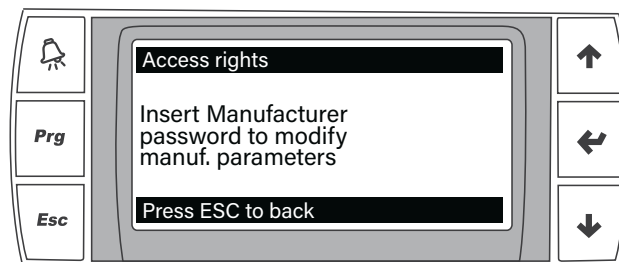 Access rights
Prg
Insert Manufacturer
password to modify
manuf. parameters
Esc
Press ESC to back